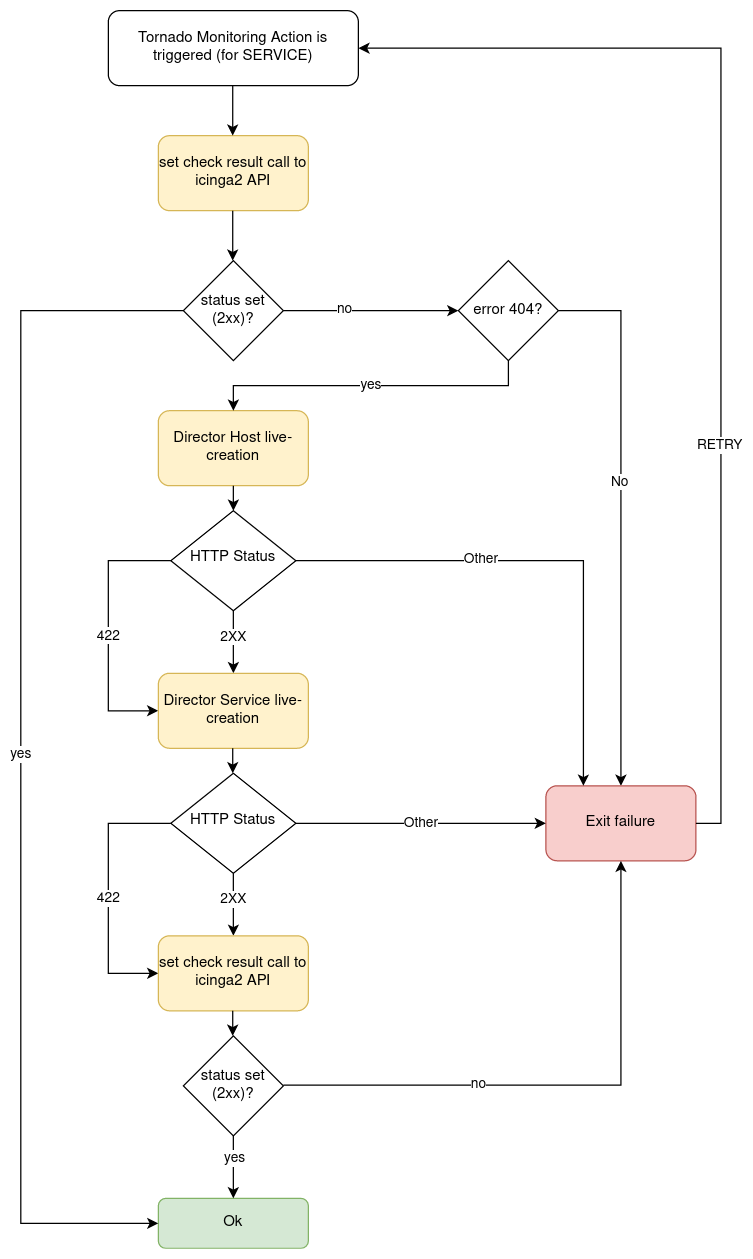 Tornado Monitoring Action is
triggered (for SERVICE)
set check result call to
icinga2 API
status set
(2xx)?
no
error 404?
yes
Director Host live-
creation
RETRY
No
HTTP Status
Other
422
2XX
Director Service live-
creation
yes
HTTP Status
Other
Exit failure
422
2XX
set check result call to
icinga2 API
status set
(2xx)?
no
yes
Ok